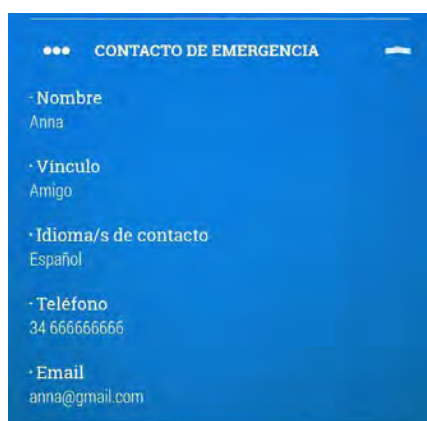 ••• CONTACTO DE EMERGENCIA
· Nombre
Anna
· Vínculo
Amigo
· Idioma/s de contacto
Español
· Teléfono
34 666666666
· Email
anna@gmail.com